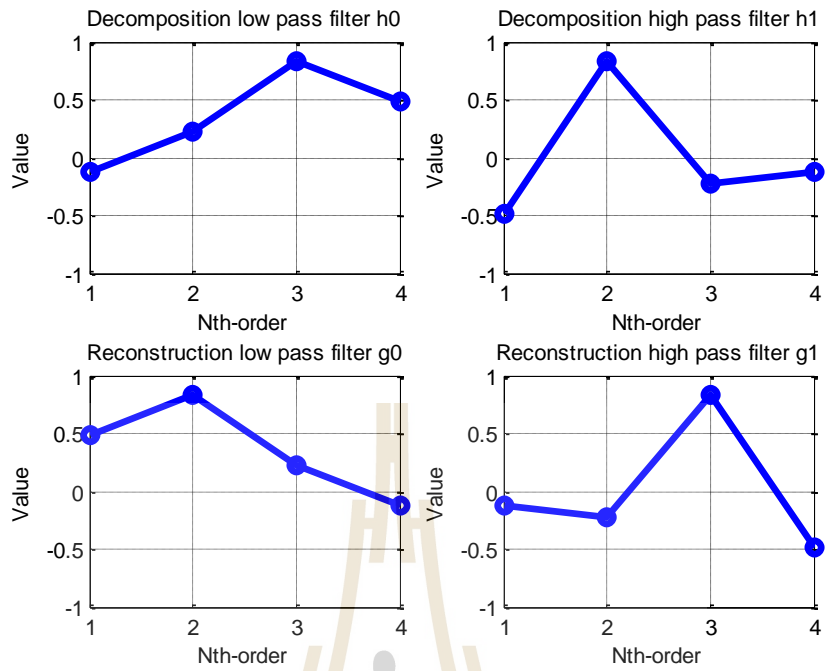 Decomposition low pass filter h0
1
0.5
0
-0.5
-1
Value
1 2 3 4
Nth-order
Decomposition high pass filter h1
1
0.5
0
-0.5
-1
Value
1 2 3 4
Nth-order
Reconstruction low pass filter g0
1
0.5
0
-0.5
-1
Value
1 2 3 4
Nth-order
Reconstruction high pass filter g1
1
0.5
0
-0.5
-1
Value
1 2 3 4
Nth-order